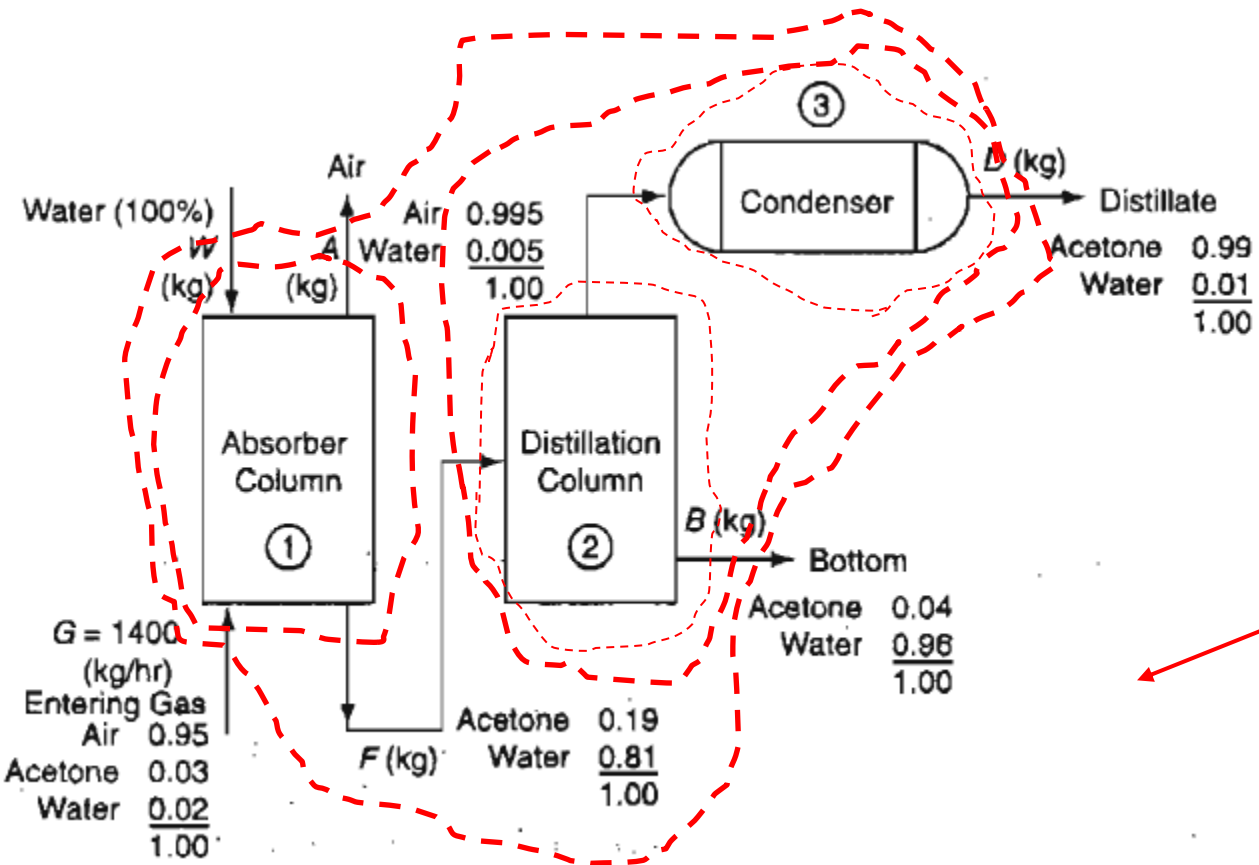 ③
Condenser
D (kg)
Distillate
Acetone 0.99
Water 0.01
1.00
Air
Water (100%)
W
(kg)
A
(kg)
Air 0.995
Water 0.005
1.00
Absorber
Column
①
Distillation
Column
②
B (kg)
Bottom
Acetone 0.04
Water 0.96
1.00
G = 1400
(kg/hr)
Entering Gas
Air 0.95
Acetone 0.03
Water 0.02
1.00
F (kg)
Acetone 0.19
Water 0.81
1.00